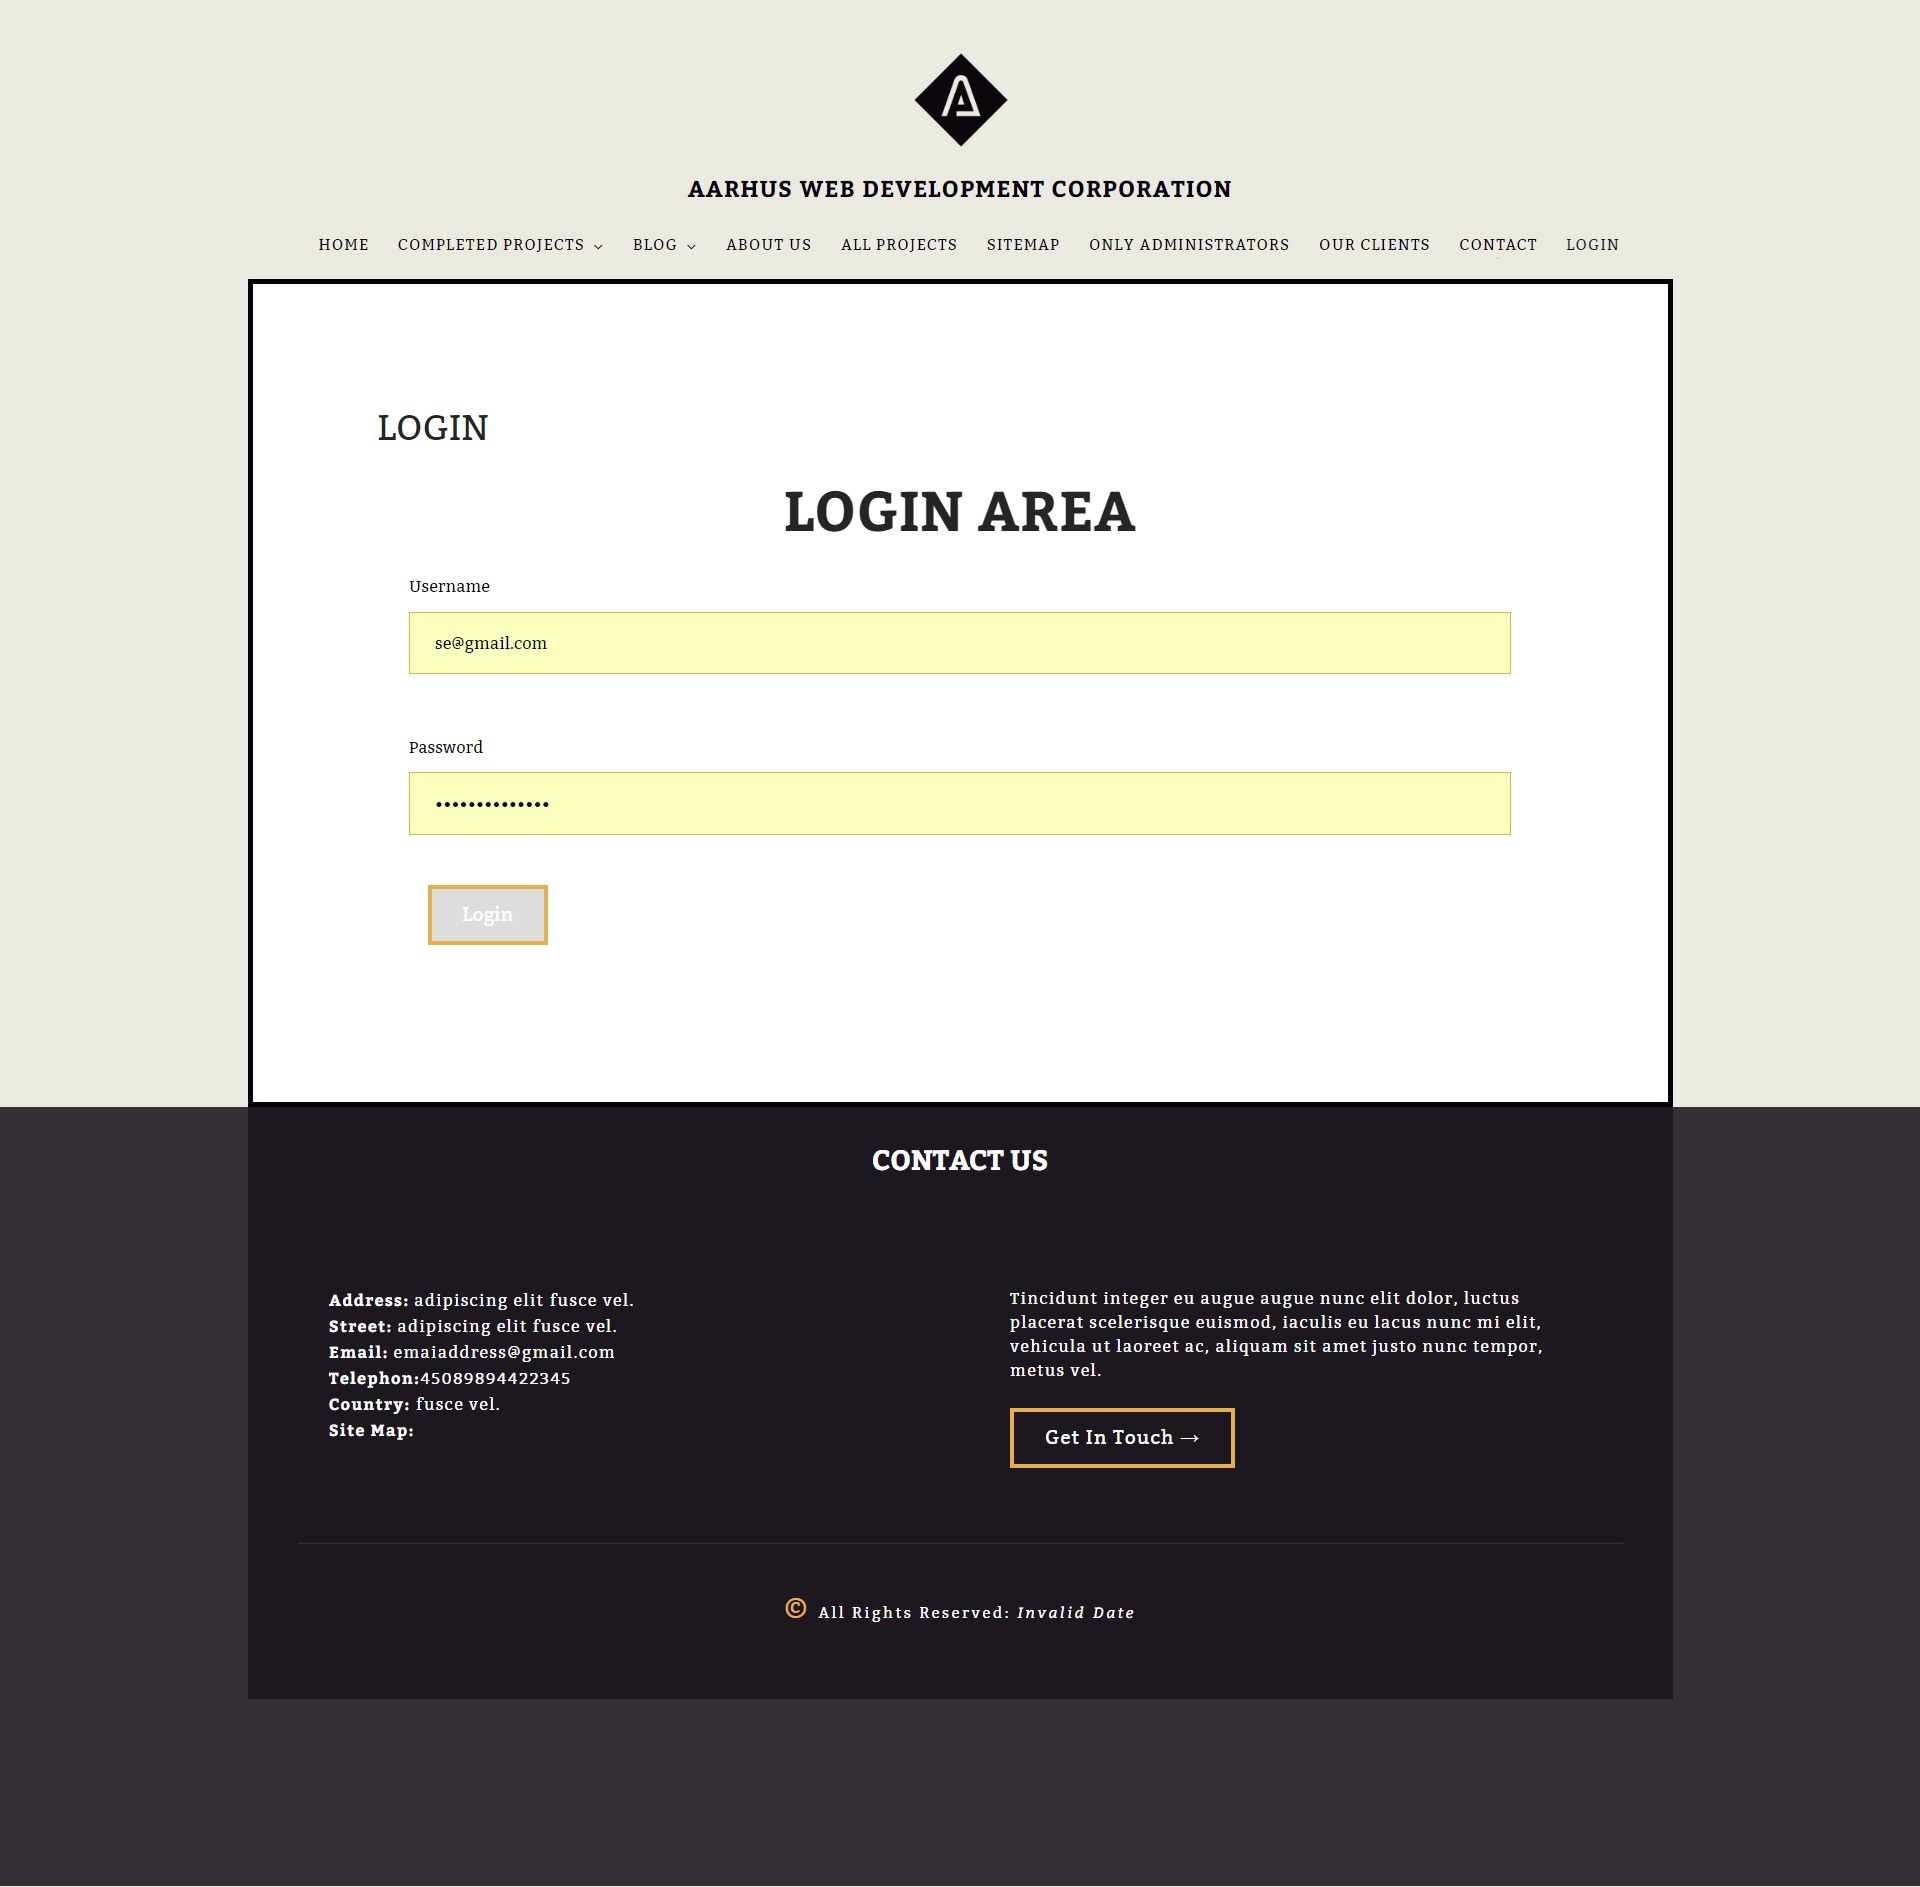 AARHUS WEB DEVELOPMENT CORPORATION
HOME COMPLETED PROJECTS BLOG ABOUT US ALL PROJECTS SITEMAP ONLY ADMINISTRATORS OUR CLIENTS CONTACT LOGIN
LOGIN
LOGIN AREA
Username
se@gmail.com
Password
••••••••••••••
Login
CONTACT US
Address: adipiscing elit fusce vel.
Street: adipiscing elit fusce vel.
Email: emaiaddress@gmail.com
Telephon:45089894422345
Country: fusce vel.
Site Map:
Tincidunt integer eu augue augue nunc elit dolor, luctus
placerat scelerisque euismod, iaculis eu lacus nunc mi elit,
vehicula ut laoreet ac, aliquam sit amet justo nunc tempor,
metus vel.
Get In Touch →
© All Rights Reserved: Invalid Date